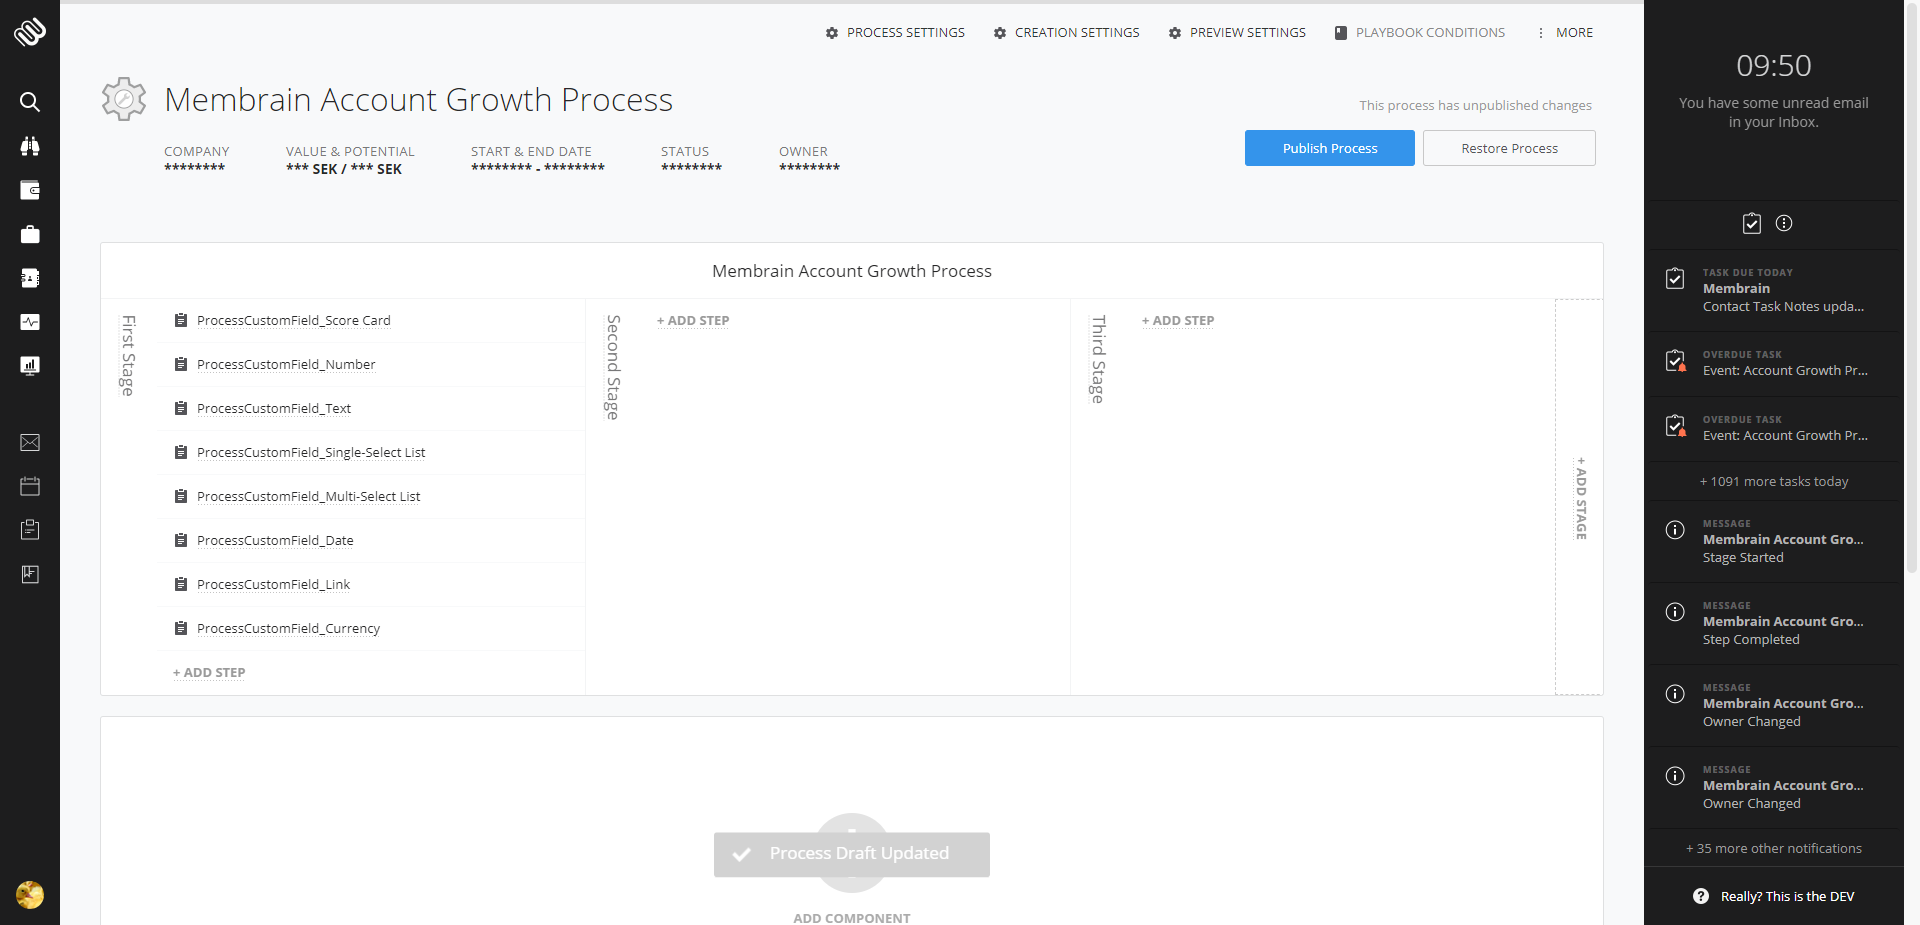 PROCESS SETTINGS
CREATION SETTINGS
PREVIEW SETTINGS
PLAYBOOK CONDITIONS
MORE
Membrain Account Growth Process
This process has unpublished changes
COMPANY
********
VALUE & POTENTIAL
*** SEK / *** SEK
START & END DATE
******** - ********
STATUS
********
OWNER
********
Publish Process
Restore Process
Membrain Account Growth Process
First Stage
ProcessCustomField_Score Card
ProcessCustomField_Number
ProcessCustomField_Text
ProcessCustomField_Single-Select List
ProcessCustomField_Multi-Select List
ProcessCustomField_Date
ProcessCustomField_Link
ProcessCustomField_Currency
+ ADD STEP
Second Stage
+ ADD STEP
Third Stage
+ ADD STEP
+ ADD STAGE
Process Draft Updated
ADD COMPONENT
09:50
You have some unread email
in your Inbox.
TASK DUE TODAY
Membrain
Contact Task Notes upda...
OVERDUE TASK
Event: Account Growth Pr...
OVERDUE TASK
Event: Account Growth Pr...
+ 1091 more tasks today
MESSAGE
Membrain Account Gro...
Stage Started
MESSAGE
Membrain Account Gro...
Step Completed
MESSAGE
Membrain Account Gro...
Owner Changed
MESSAGE
Membrain Account Gro...
Owner Changed
+ 35 more other notifications
Really? This is the DEV